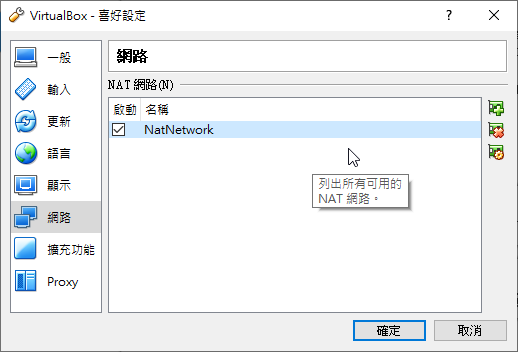 VirtualBox - 喜好設定
?
一般
輸入
更新
語言
顯示
網路
擴充功能
Proxy
網路
NAT 網路(N)
啟動 名稱
NatNetwork
列出所有可用的
NAT 網路。
確定 取消